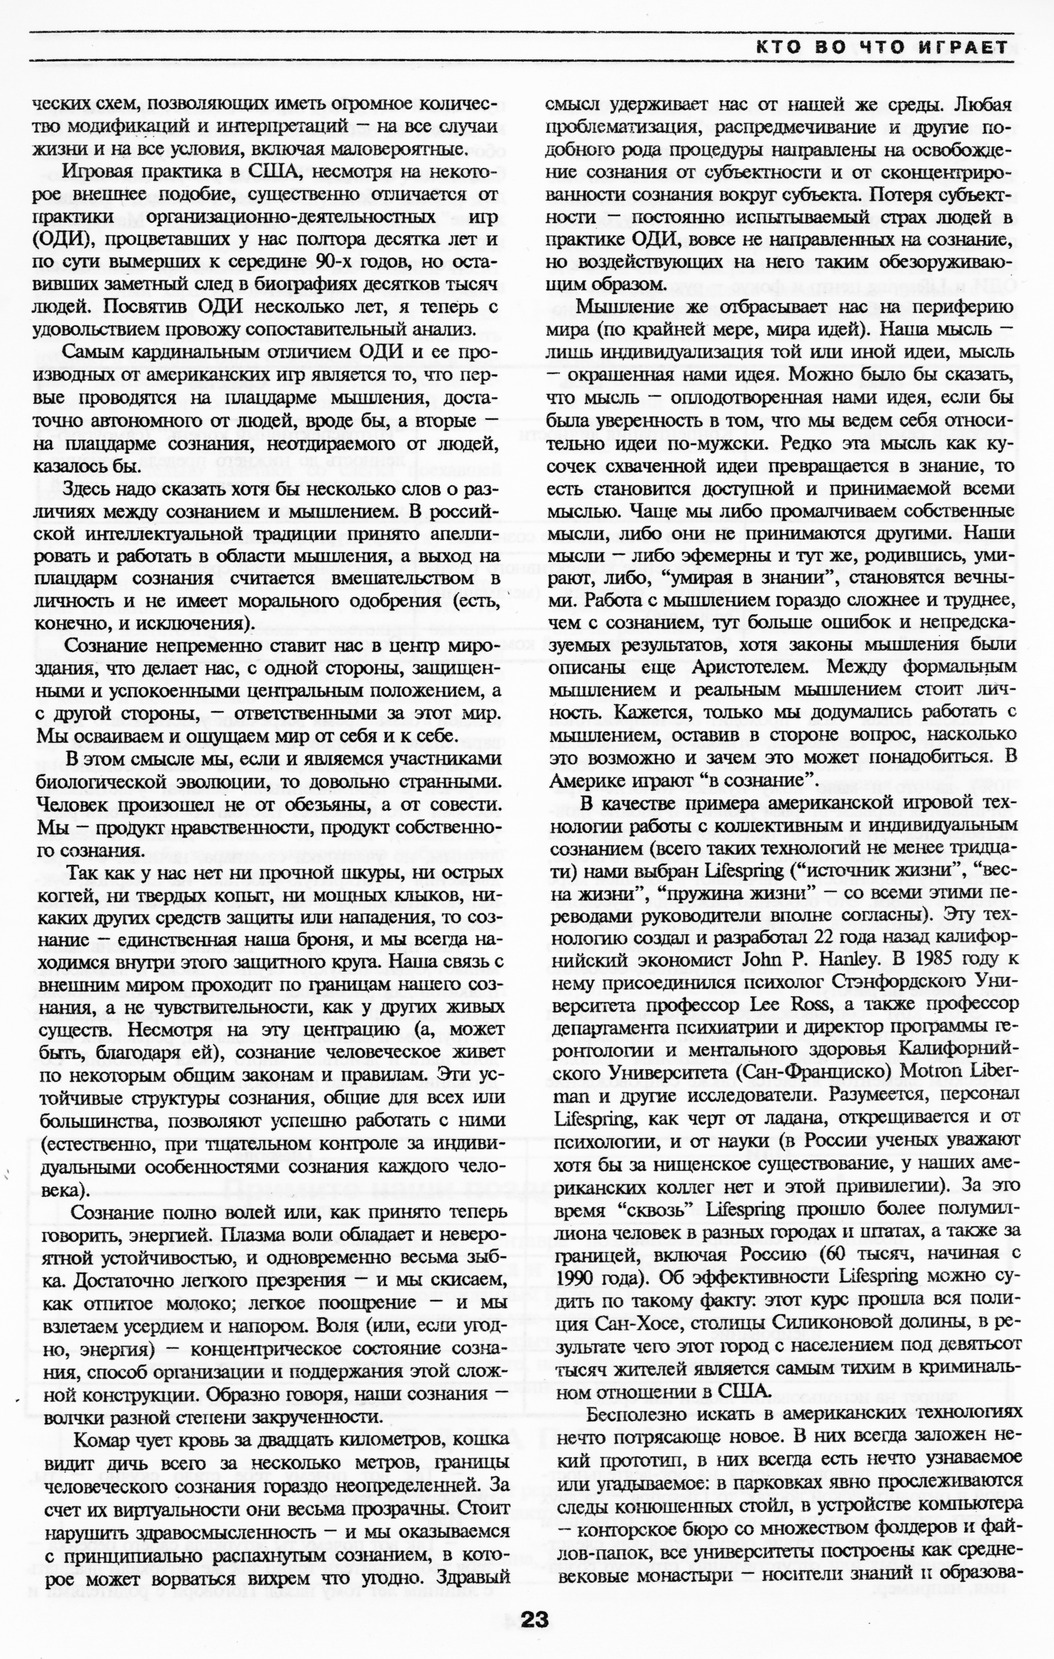 КТО ВО ЧТО ИГРАЕТ
ческих схем, позволяющих иметь огромное количес-
тво модификаций и интерпретаций — на все случаи
жизни и на все условия, включая маловероятные.
Игровая практика в США, несмотря на некото-
рое внешнее подобие, существенно отличается от
практики организационно-деятельностных игр
(ОДИ), процветавших у нас полтора десятка лет и
по сути вымерших к середине 90-х годов, но оста-
вивших заметный след в биографиях десятков тысяч
людей. Посвятив ОДИ несколько лет, я теперь с
удовольствием провожу сопоставительный анализ.
Самым кардинальным отличием ОДИ и ее про-
изводных от американских игр является то, что пер-
вые проводятся на плацдарме мышления, доста-
точно автономного от людей, вроде бы, а вторые —
на плацдарме сознания, неотдираемого от людей,
казалось бы.
Здесь надо сказать хотя бы несколько слов о раз-
личиях между сознанием и мышлением. В россий-
ской интеллектуальной традиции принято апелли-
ровать и работать в области мышления, а выход на
плацдарм сознания считается вмешательством в
личность и не имеет морального одобрения (есть,
конечно, и исключения).
Сознание непременно ставит нас в центр миро-
здания, что делает нас, с одной стороны, защищен-
ными и успокоенными центральным положением, а
с другой стороны, — ответственными за этот мир.
Мы осваиваем и ощущаем мир от себя и к себе.
В этом смысле мы, если и являемся участниками
биологической эволюции, то довольно странными.
Человек произошел не от обезьяны, а от совести.
Мы — продукт нравственности, продукт собственно-
го сознания.
Так как у нас нет ни прочной шкуры, ни острых
когтей, ни твердых копыт, ни мощных клыков, ни-
каких других средств защиты или нападения, то соз-
нание — единственная наша броня, и мы всегда на-
ходимся внутри этого защитного круга. Наша связь с
внешним миром проходит по границам нашего соз-
нания, а не чувствительности, как у других живых
существ. Несмотря на эту центрацию (а, может
быть, благодаря ей), сознание человеческое живет
по некоторым общим законам и правилам. Эти ус-
тойчивые структуры сознания, общие для всех или
большинства, позволяют успешно работать с ними
(естественно, при тщательном контроле за индиви-
дуальными особенностями сознания каждого чело-
века).
Сознание полно волей или, как принято теперь
говорить, энергией. Плазма воли обладает и неверо-
ятной устойчивостью, и одновременно весьма зыб-
ка. Достаточно легкого презрения — и мы скисаем,
как отпитое молоко; легкое поощрение — и мы
взлетаем усердием и напором. Воля (или, если угод-
но, энергия) — концентрическое состояние созна-
ния, способ организации и поддержания этой слож-
ной конструкции. Образно говоря, наши сознания —
волчки разной степени закрученности.
Комар чует кровь за двадцать километров, кошка
видит дичь всего за несколько метров, границы
человеческого сознания гораздо неопределенней. За
счет их виртуальности они весьма прозрачны. Стоит
нарушить здравосмысленность — и мы оказываемся
с принципиально распахнутым сознанием, в кото-
рое может ворваться вихрем что угодно. Здравый
смысл удерживает нас от нашей же среды. Любая
проблематизация, распредмечивание и другие по-
добного рода процедуры направлены на освобожде-
ние сознания от субъектности и от сконцентриро-
ванности сознания вокруг субъекта. Потеря субъект-
ности — постоянно испытываемый страх людей в
практике ОДИ, вовсе не направленных на сознание,
но воздействующих на него таким обезоруживаю-
щим образом.
Мышление же отбрасывает нас на периферию
мира (по крайней мере, мира идей). Наша мысль —
лишь индивидуализация той или иной идеи, мысль
— окрашенная нами идея. Можно было бы сказать,
что мысль — оплодотворенная нами идея, если бы
была уверенность в том, что мы ведем себя относи-
тельно идеи по-мужски. Редко эта мысль как ку-
сочек схваченной идеи превращается в знание, то
есть становится доступной и принимаемой всеми
мыслью. Чаще мы либо промалчиваем собственные
мысли, либо они не принимаются другими. Наши
мысли — либо эфемерны и тут же, родившись, уми-
рают, либо, “умирая в знании”, становятся вечны-
ми. Работа с мышлением гораздо сложнее и труднее,
чем с сознанием, тут больше ошибок и непредска-
зуемых результатов, хотя законы мышления были
описаны еще Аристотелем. Между формальным
мышлением и реальным мышлением стоит лич-
ность. Кажется, только мы додумались работать с
мышлением, оставив в стороне вопрос, насколько
это возможно и зачем это может понадобиться. В
Америке играют “в сознание”.
В качестве примера американской игровой тех-
нологии работы с коллективным и индивидуальным
сознанием (всего таких технологий не менее тридца-
ти) нами выбран Lifespring (“источник жизни”, “вес-
на жизни”, “пружина жизни” — со всеми этими пе-
реводами руководители вполне согласны). Эту тех-
нологию создал и разработал 22 года назад калифор-
нийский экономист John P. Hanley. В 1985 году к
нему присоединился психолог Стэнфордского Уни-
верситета профессор Lee Ross, а также профессор
департамента психиатрии и директор программы ге-
ронтологии и ментального здоровья Калифорний-
ского Университета (Сан-Франциско) Motron Liber-
man и другие исследователи. Разумеется, персонал
Lifespring, как черт от ладана, открещивается и от
психологии, и от науки (в России ученых уважают
хотя бы за нищенское существование, у наших аме-
риканских коллег нет и этой привилегии). За это
время “сквозь” Lifespring прошло более полумил-
лиона человек в разных городах и штатах, а также за
границей, включая Россию (60 тысяч, начиная с
1990 года). Об эффективности Lifespring можно су-
дить по такому факту: этот курс прошла вся поли-
ция Сан-Хосе, столицы Силиконовой долины, в ре-
зультате чего этот город с населением под девятьсот
тысяч жителей является самым тихим в криминаль-
ном отношении в США.
Бесполезно искать в американских технологиях
нечто потрясающе новое. В них всегда заложен не-
кий прототип, в них всегда есть нечто узнаваемое
или угадываемое: в парковках явно прослеживаются
следы конюшенных стойл, в устройстве компьютера
— конторское бюро со множеством фолдеров и фай-
лов-папок, все университеты построены как средне-
вековые монастыри — носители знаний и образова-
23